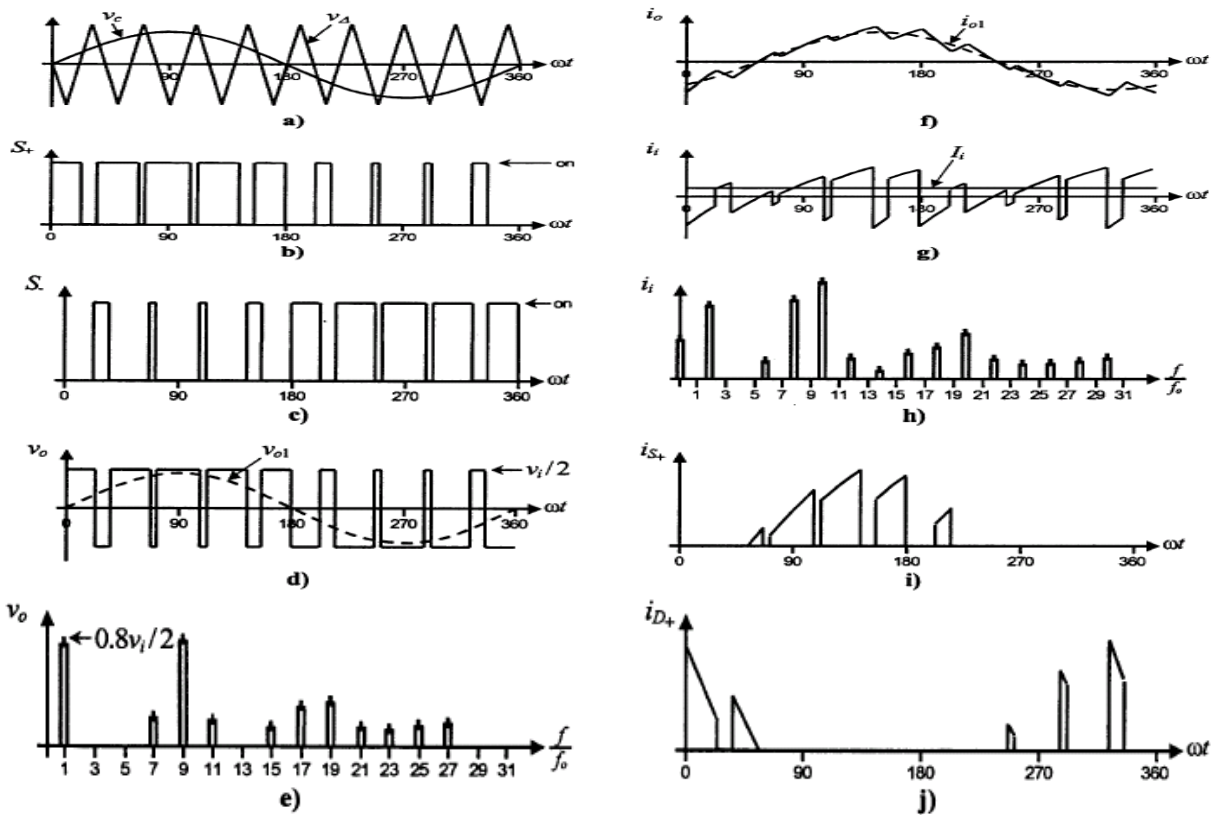 v_c
v_Δ
ωt
90
180
270
360
0
a)
S_+
on
ωt
0
90
180
270
360
b)
S_-
on
ωt
0
90
180
270
360
c)
v_o
v_o1
v_i/2
ωt
0
90
180
270
360
d)
v_o
0.8v_i/2
f/f_o
1 3 5 7 9 11 13 15 17 19 21 23 25 27 29 31
e)
i_o
i_o1
ωt
0
90
180
270
360
f)
i_i
I_i
ωt
0
90
180
270
360
g)
i_i
f/f_o
1 3 5 7 9 11 13 15 17 19 21 23 25 27 29 31
h)
i_S+
ωt
0
90
180
270
360
i)
i_D+
ωt
0
90
180
270
360
j)